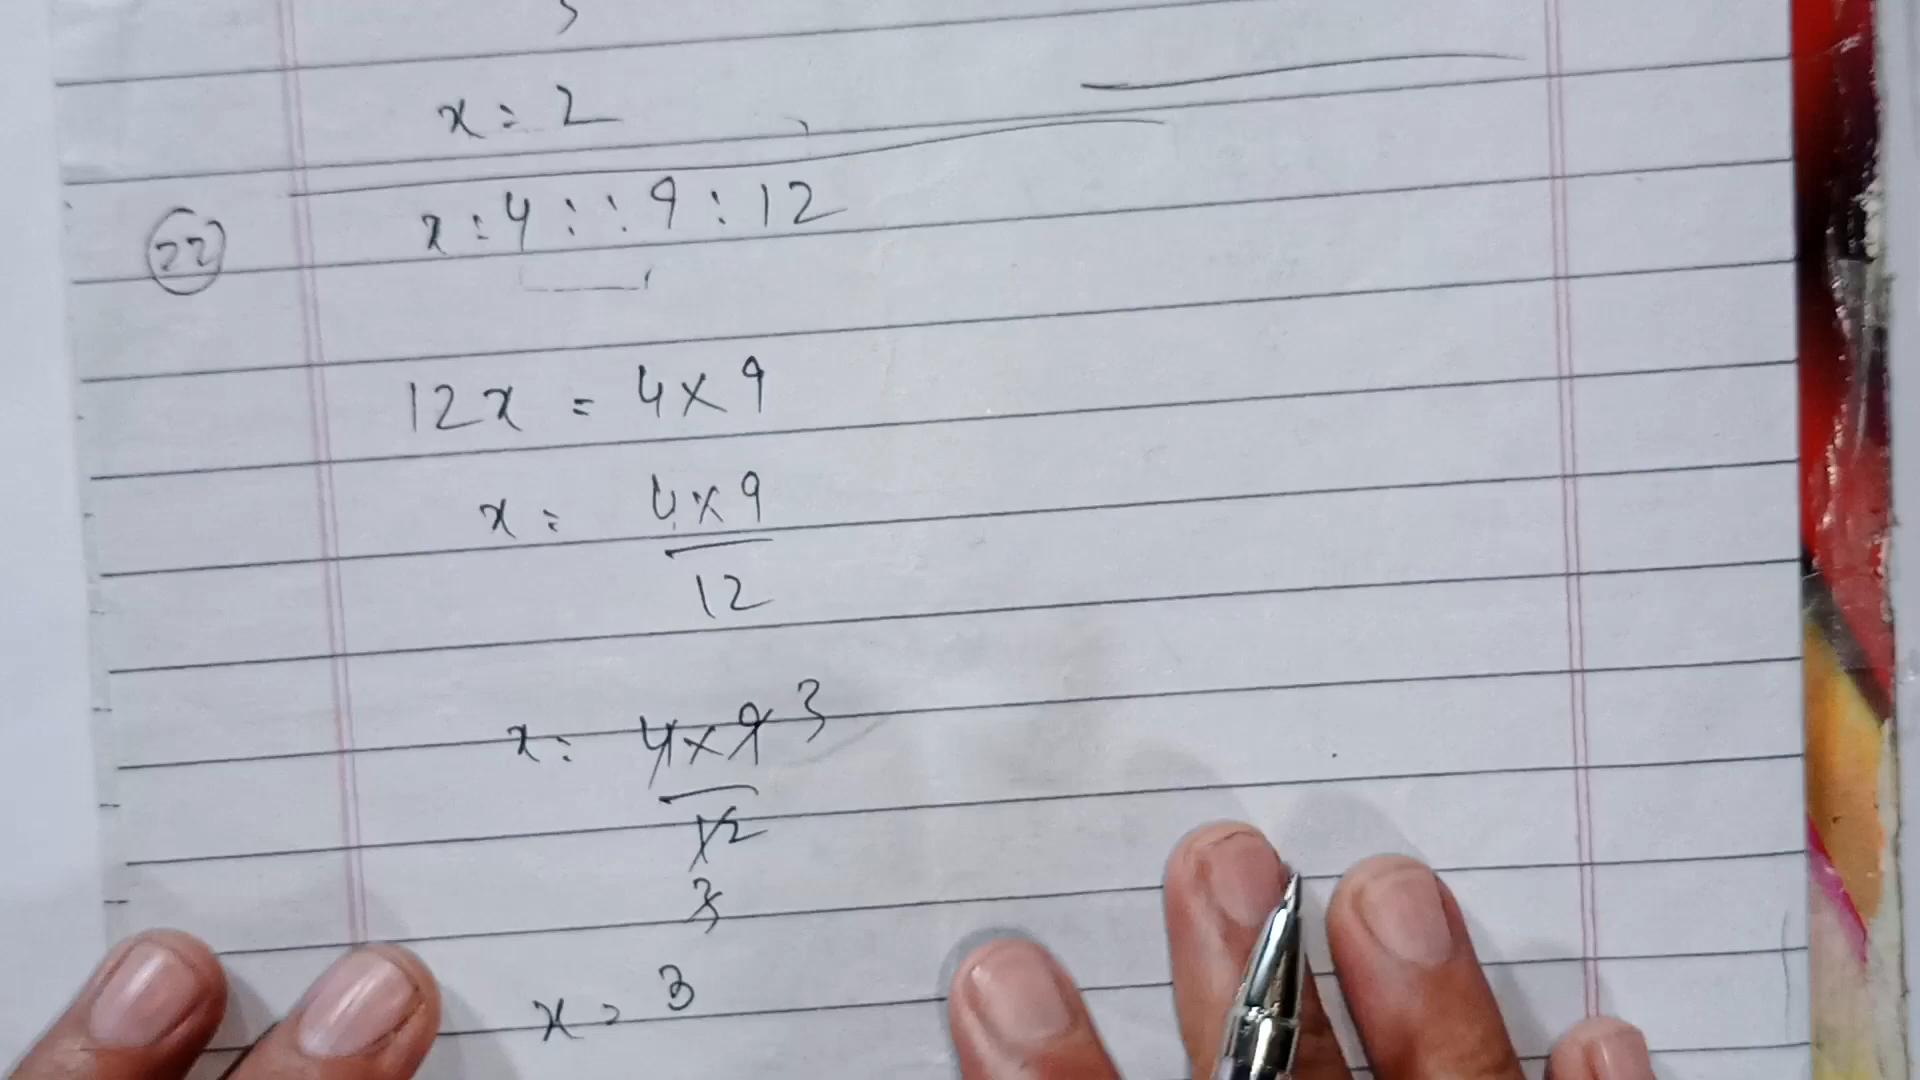 x = 2
22 x : 4 : : 9 : 12
12x = 4 x 9
x = 4 x 9
12
x = 4 x 9 3
12
3
x = 3